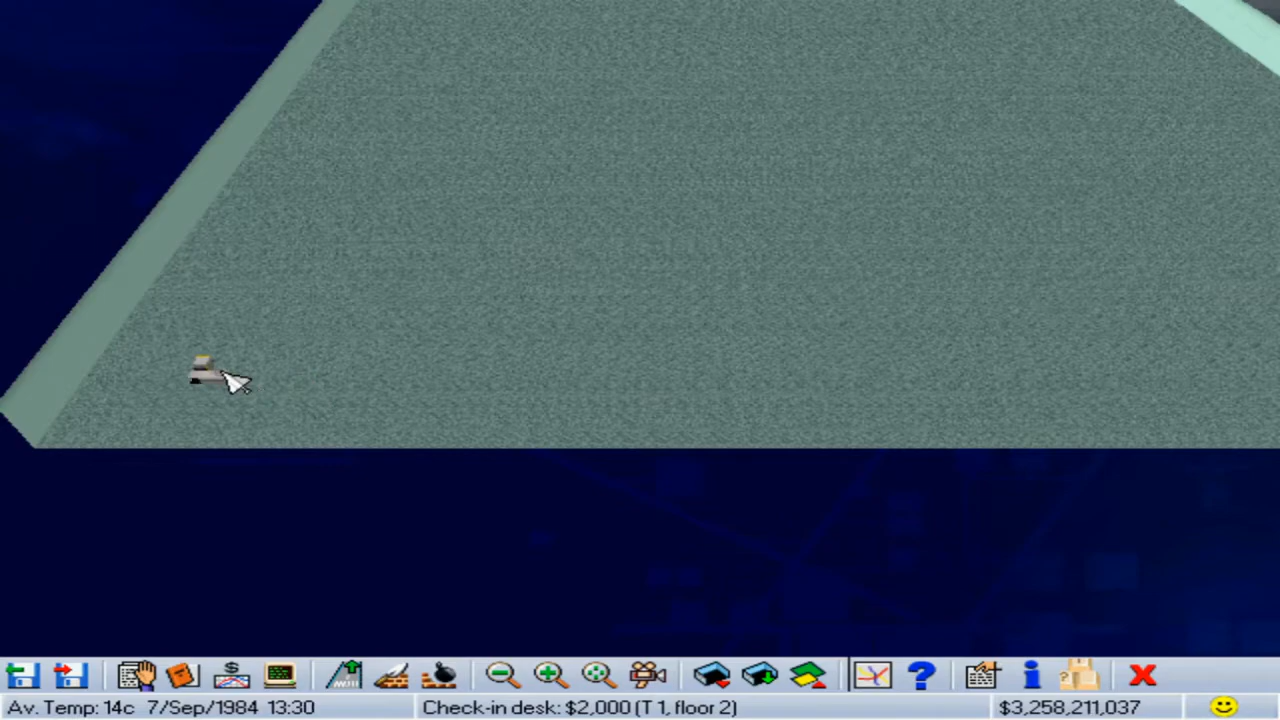 Av. Temp: 14c 7/Sep/1984 13:30 Check-in desk: $2,000 (T 1, floor 2) $3,258,211,037